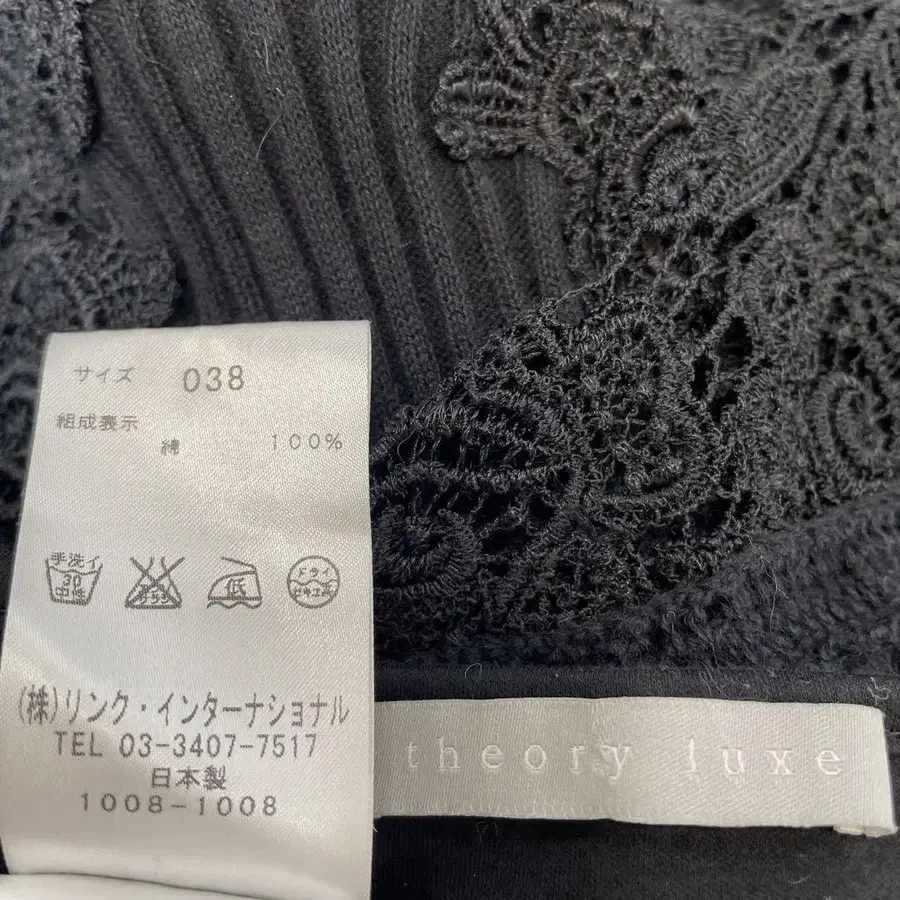 サイズ 038
組成表示
綿 100%
手洗イ
30
中性
低
ドライ
(株)リンク・インターナショナル
TEL 03-3407-7517
日本製
1008-1008
theory luxe